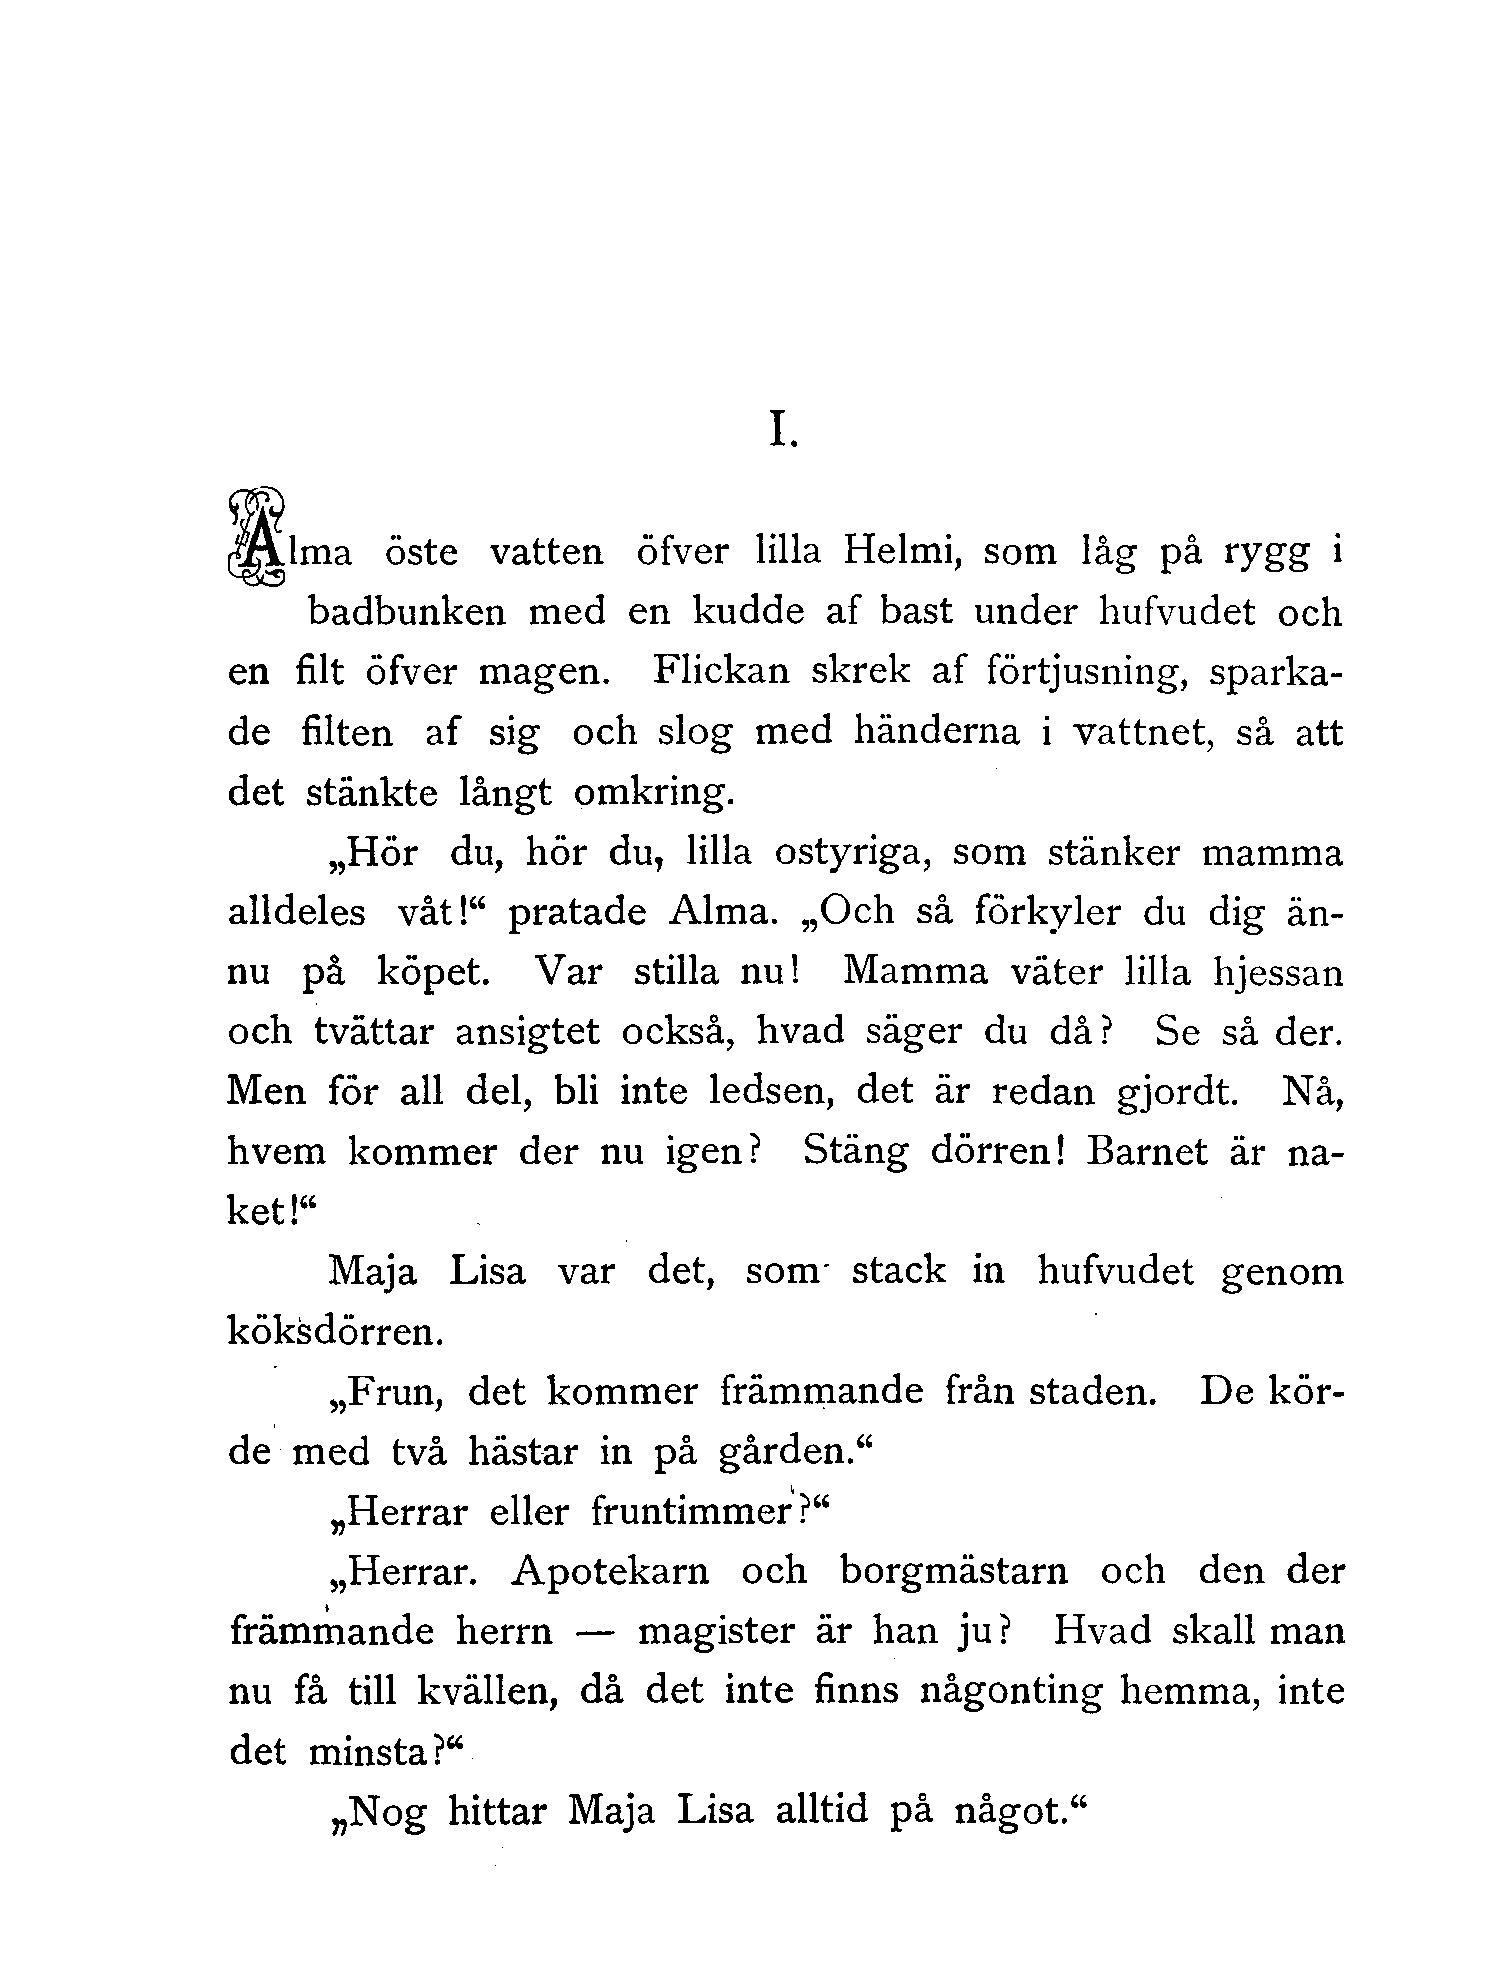 I.
Alma öste vatten öfver lilla Helmi, som låg på rygg i
badbunken med en kudde af bast under hufvudet och
en filt öfver magen. Flickan skrek af förtjusning, sparka-
de filten af sig och slog med händerna i vattnet, så att
det stänkte långt omkring.
„Hör du, hör du, lilla ostyriga, som stänker mamma
alldeles våt!“ pratade Alma. „Och så förkyler du dig än-
nu på köpet. Var stilla nu! Mamma väter lilla hjessan
och tvättar ansigtet också, hvad säger du då? Se så der.
Men för all del, bli inte ledsen, det är redan gjordt. Nå,
hvem kommer der nu igen? Stäng dörren! Barnet är na-
ket!“
Maja Lisa var det, som stack in hufvudet genom
köksdörren.
„Frun, det kommer främmande från staden. De kör-
de med två hästar in på gården.“
„Herrar eller fruntimmer?“
„Herrar. Apotekarn och borgmästarn och den der
främmande herrn — magister är han ju? Hvad skall man
nu få till kvällen, då det inte finns någonting hemma, inte
det minsta?“
„Nog hittar Maja Lisa alltid på något.“